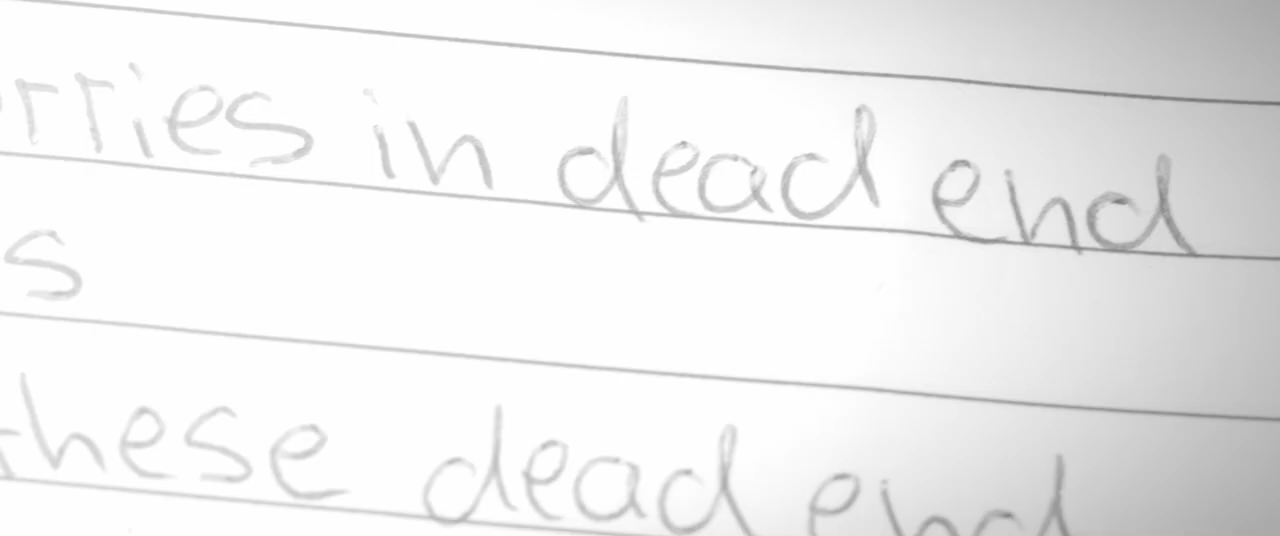 rries in dead end
s
these dead end